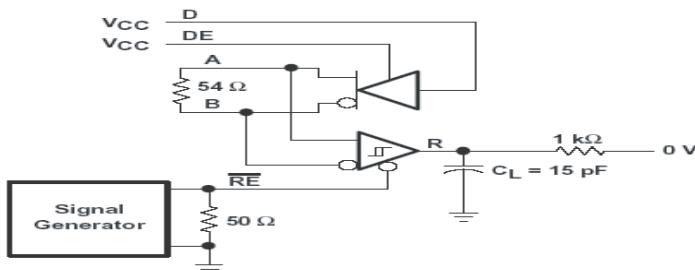 VCC D
VCC DE
A
54 Ω
B
R 1 kΩ 0 V
CL = 15 pF
RE
Signal
Generator
50 Ω